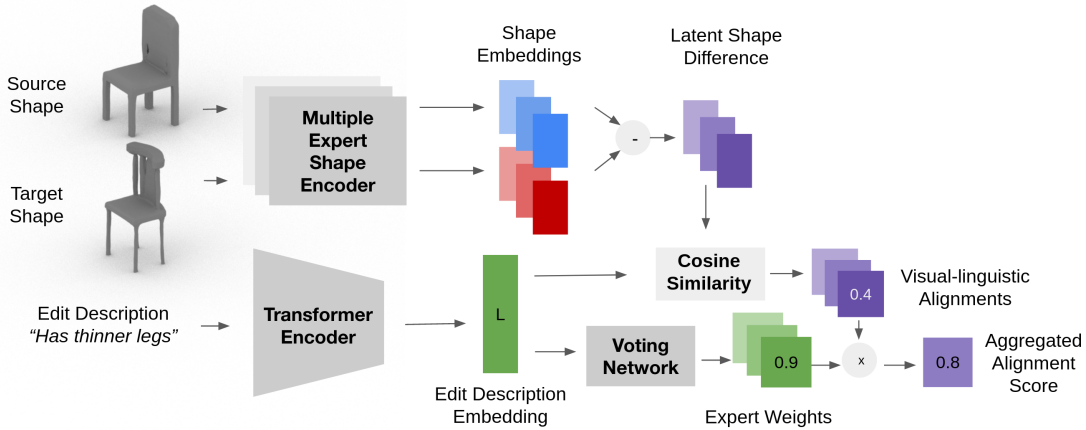 Source
Shape
Target
Shape
Edit Description
“Has thinner legs”
Multiple
Expert
Shape
Encoder
Transformer
Encoder
Shape
Embeddings
Latent Shape
Difference
-
L
Edit Description
Embedding
Cosine
Similarity
Voting
Network
0.4
Visual-linguistic
Alignments
0.9
Expert Weights
x
0.8
Aggregated
Alignment
Score